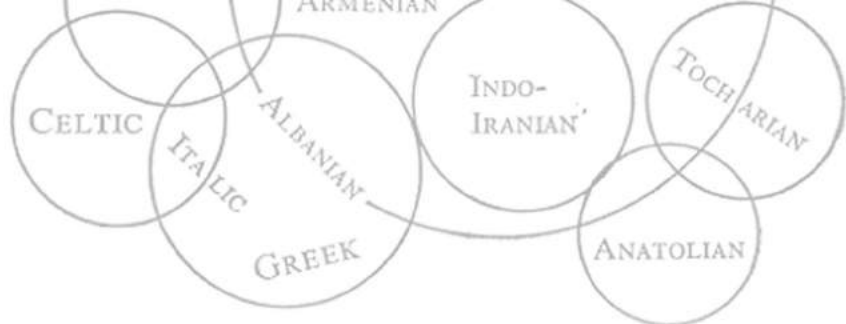 ARMENIAN
INDO-
IRANIAN
TOCHARIAN
CELTIC
ALBANIAN
ITALIC
GREEK
ANATOLIAN